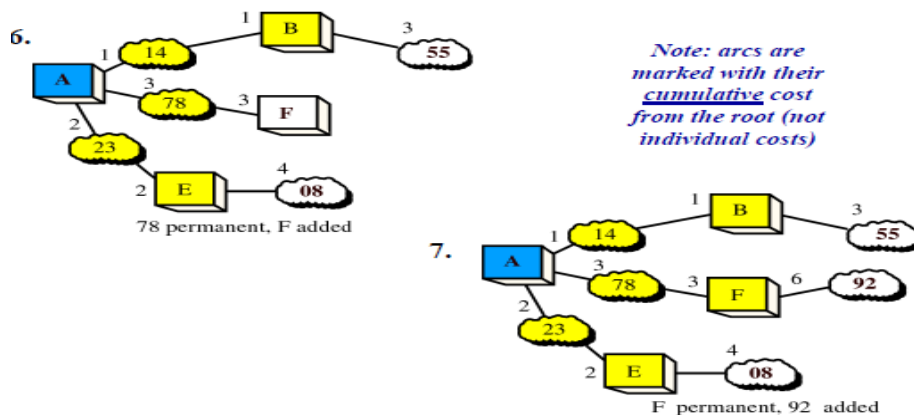 6.
1
B
3
1
14
55
A
3
78
3
F
2
23
2
E
4
08
78 permanent, F added
Note: arcs are
marked with their
cumulative cost
from the root (not
individual costs)
7.
1
B
3
1
14
55
A
3
78
3
F
6
92
2
23
2
E
4
08
F permanent, 92 added